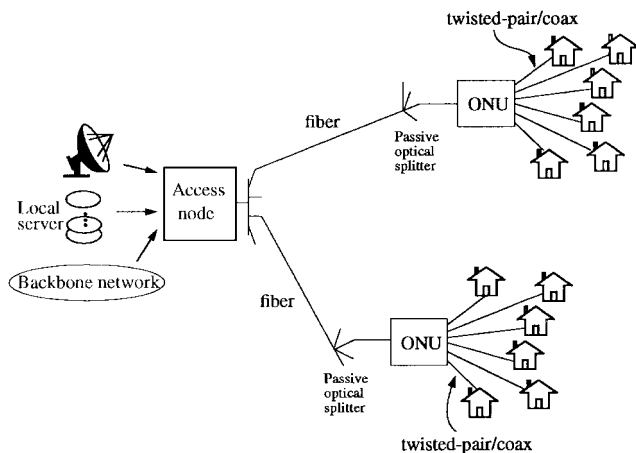 twisted-pair/coax
ONU
fiber
Passive
optical
splitter
Access
node
Local
server
Backbone network
fiber
ONU
Passive
optical
splitter
twisted-pair/coax